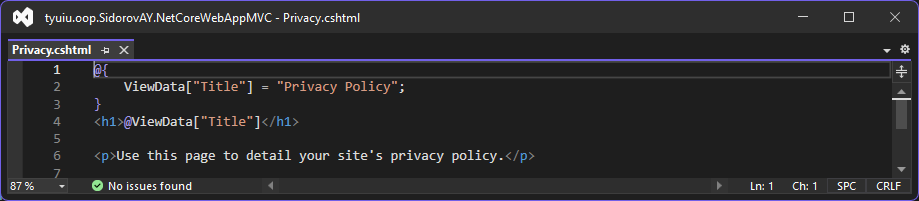 tyuiu.oop.SidorovAY.NetCoreWebAppMVC - Privacy.cshtml
Privacy.cshtml
1 @{
2 ViewData["Title"] = "Privacy Policy";
3 }
4 <h1>@ViewData["Title"]</h1>
5
6 <p>Use this page to detail your site's privacy policy.</p>
7
87 % No issues found Ln: 1 Ch: 1 SPC CRLF